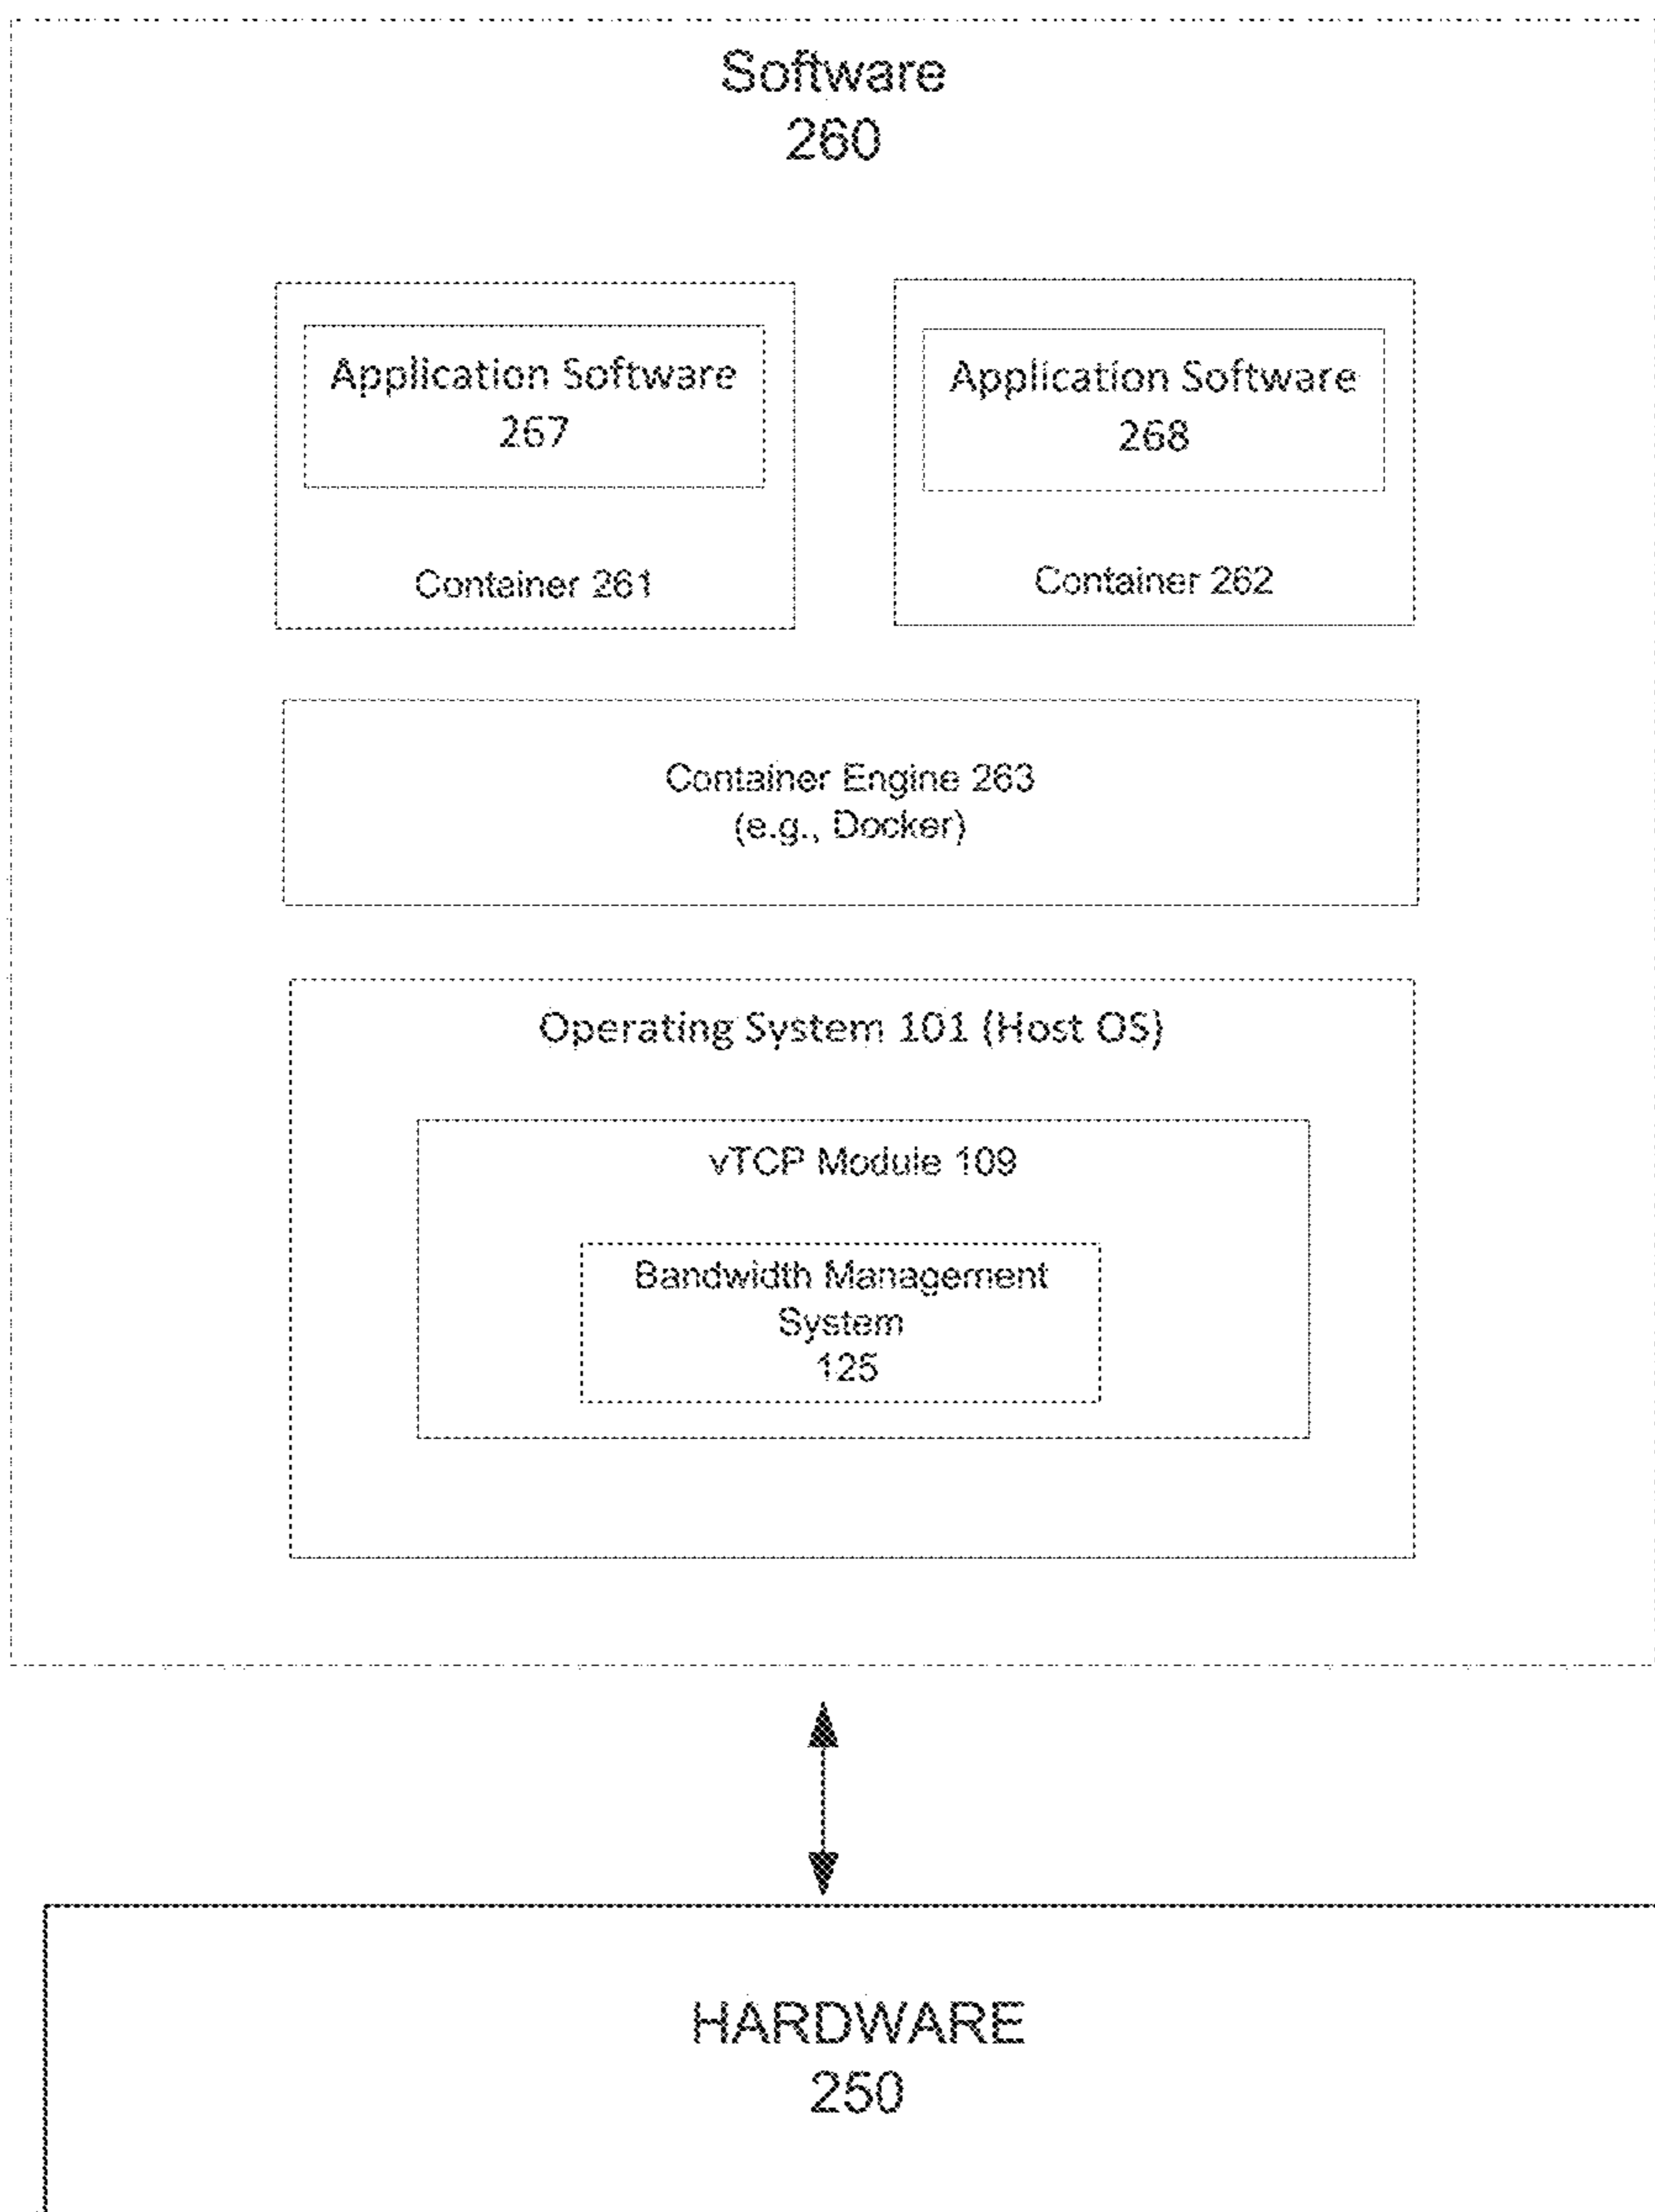 Software
260
Application Software
267
Container 261
Application Software
268
Container 262
Container Engine 263
(e.g., Docker)
Operating System 101 (Host OS)
vTCP Module 109
Bandwidth Management
System
125
HARDWARE
250